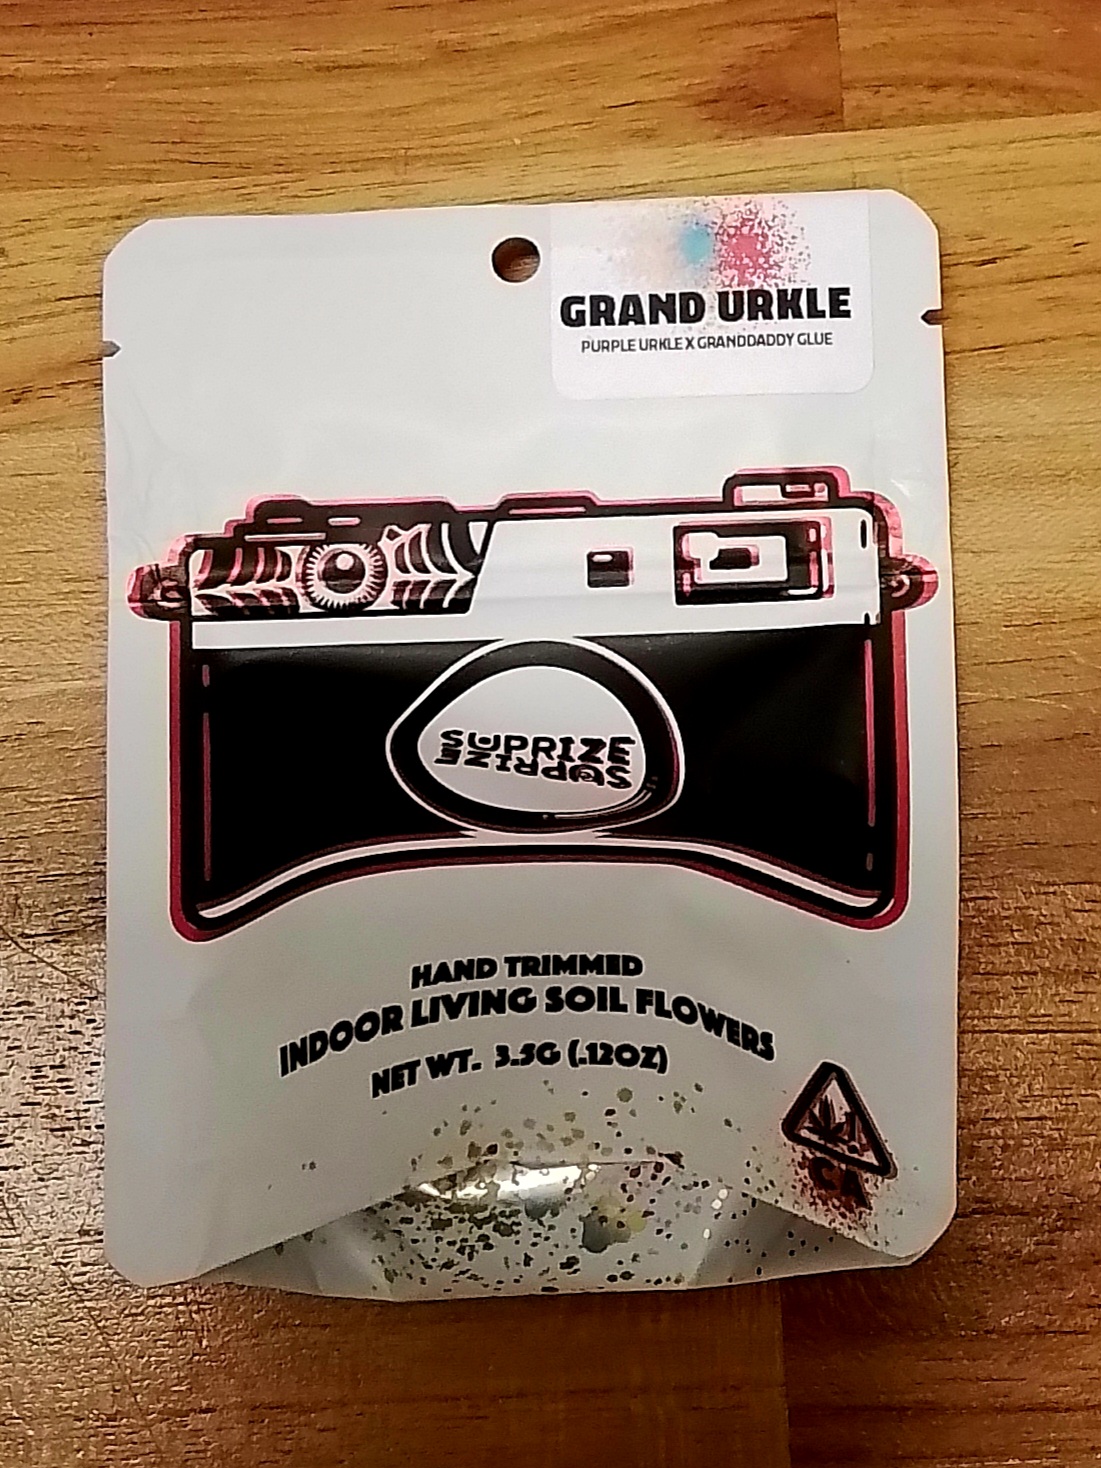 GRAND URKLE
PURPLE URKLE X GRANDDADDY GLUE
SUPRIZE
SUPRIZE
HAND TRIMMED
INDOOR LIVING SOIL FLOWERS
NET WT. 3.5G (.12OZ)
CA